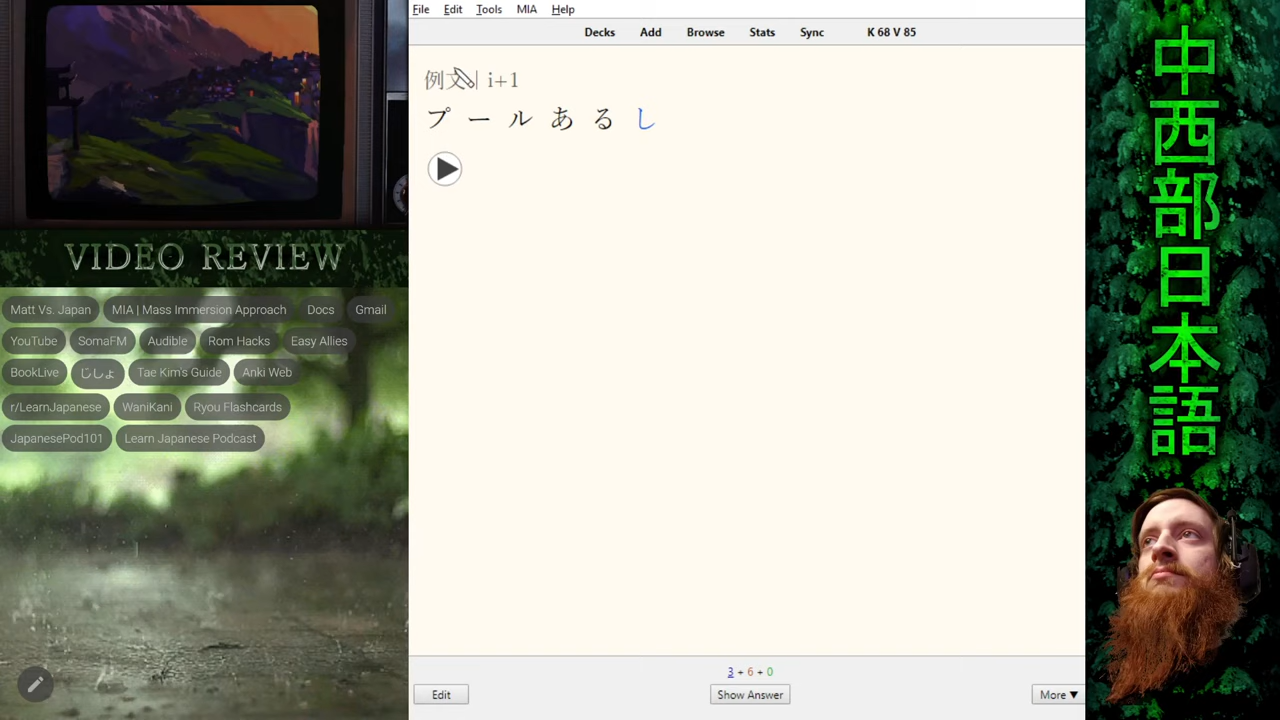 File Edit Tools MIA Help
Decks Add Browse Stats Sync K 68 V 85
例文 | i+1
プールあるし
VIDEO REVIEW
Matt Vs. Japan MIA | Mass Immersion Approach Docs Gmail
YouTube SomaFM Audible Rom Hacks Easy Allies
BookLive じしょ Tae Kim's Guide Anki Web
r/LearnJapanese WaniKani Ryou Flashcards
JapanesePod101 Learn Japanese Podcast
3 + 6 + 0
Edit Show Answer More ▼
中西部日本語